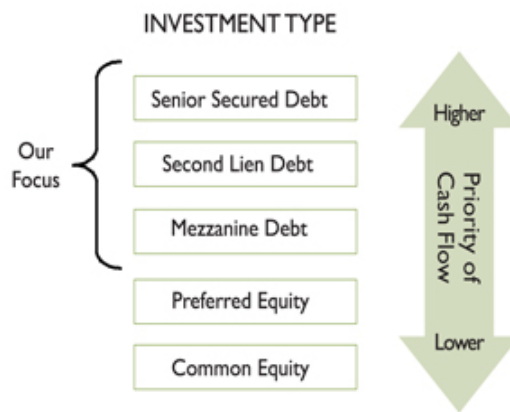 INVESTMENT TYPE
Our
Focus
Senior Secured Debt
Second Lien Debt
Mezzanine Debt
Preferred Equity
Common Equity
Higher
Priority of
Cash Flow
Lower